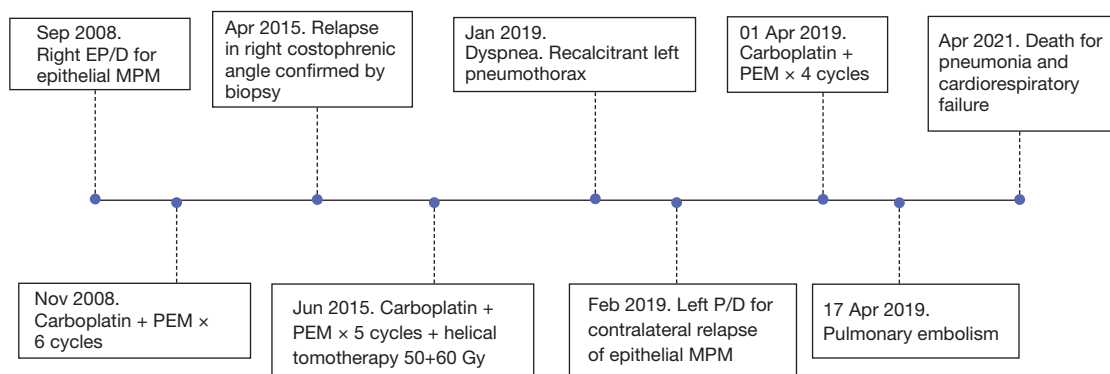 Sep 2008.
Right EP/D for
epithelial MPM
Apr 2015. Relapse
in right costophrenic
angle confirmed by
biopsy
Jan 2019.
Dyspnea. Recalcitrant left
pneumothorax
01 Apr 2019.
Carboplatin +
PEM × 4 cycles
Apr 2021. Death for
pneumonia and
cardiorespiratory
failure
Nov 2008.
Carboplatin + PEM ×
6 cycles
Jun 2015. Carboplatin +
PEM × 5 cycles + helical
tomotherapy 50+60 Gy
Feb 2019. Left P/D for
contralateral relapse
of epithelial MPM
17 Apr 2019.
Pulmonary embolism